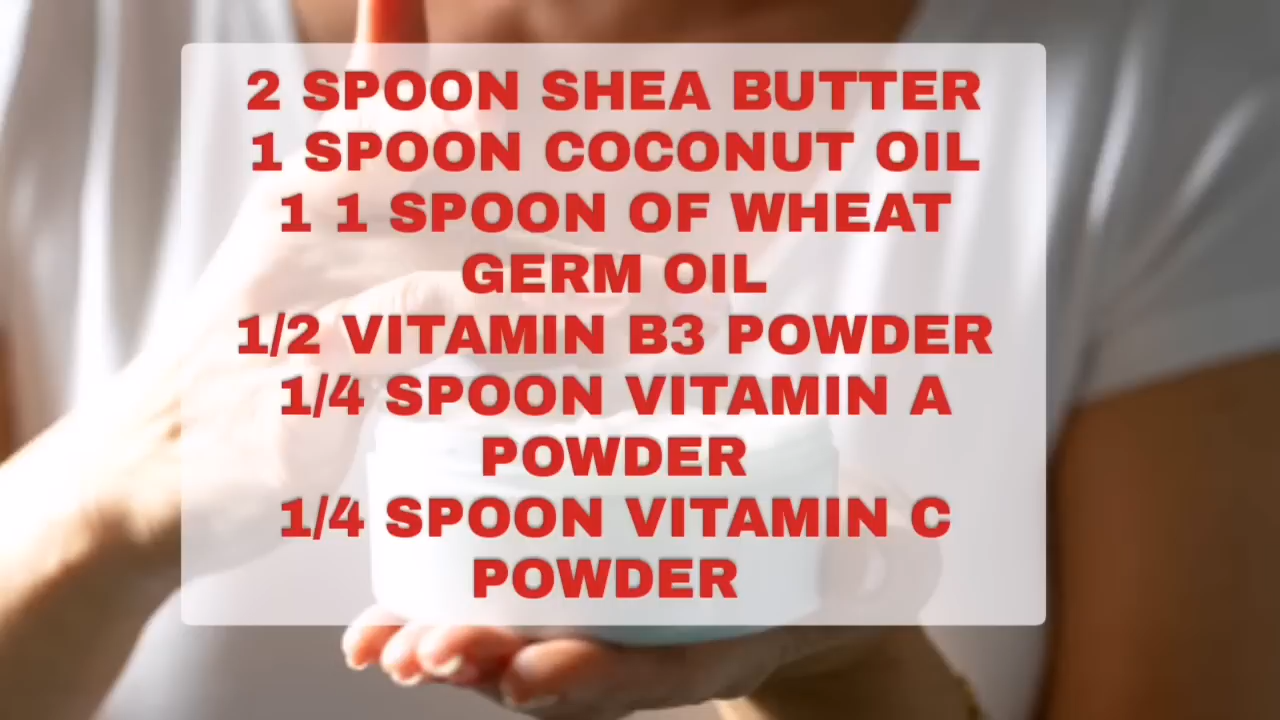 2 SPOON SHEA BUTTER
1 SPOON COCONUT OIL
1 1 SPOON OF WHEAT
GERM OIL
1/2 VITAMIN B3 POWDER
1/4 SPOON VITAMIN A
POWDER
1/4 SPOON VITAMIN C
POWDER